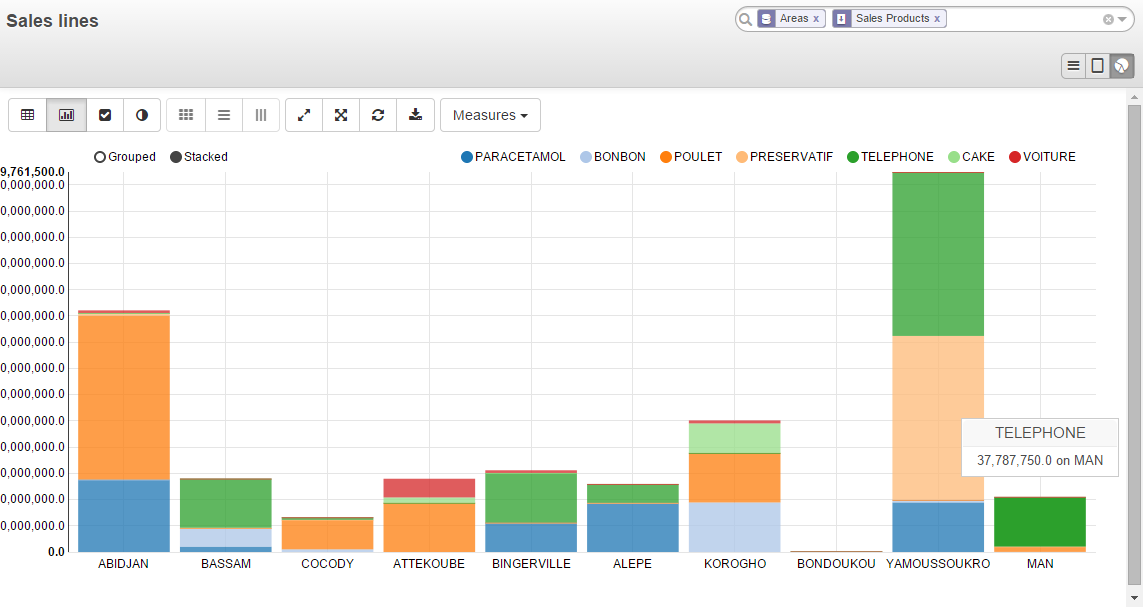 Sales lines
Areas x
Sales Products x
Measures
Grouped
Stacked
PARACETAMOL
BONBON
POULET
PRESERVATIF
TELEPHONE
CAKE
VOITURE
9,761,500.0
0,000,000.0
0,000,000.0
0,000,000.0
0,000,000.0
0,000,000.0
0,000,000.0
0,000,000.0
0,000,000.0
0,000,000.0
0,000,000.0
0,000,000.0
0,000,000.0
0,000,000.0
0,000,000.0
0.0
TELEPHONE
37,787,750.0 on MAN
ABIDJAN
BASSAM
COCODY
ATTEKOUBE
BINGERVILLE
ALEPE
KOROGHO
BONDOUKOU
YAMOUSSOUKRO
MAN